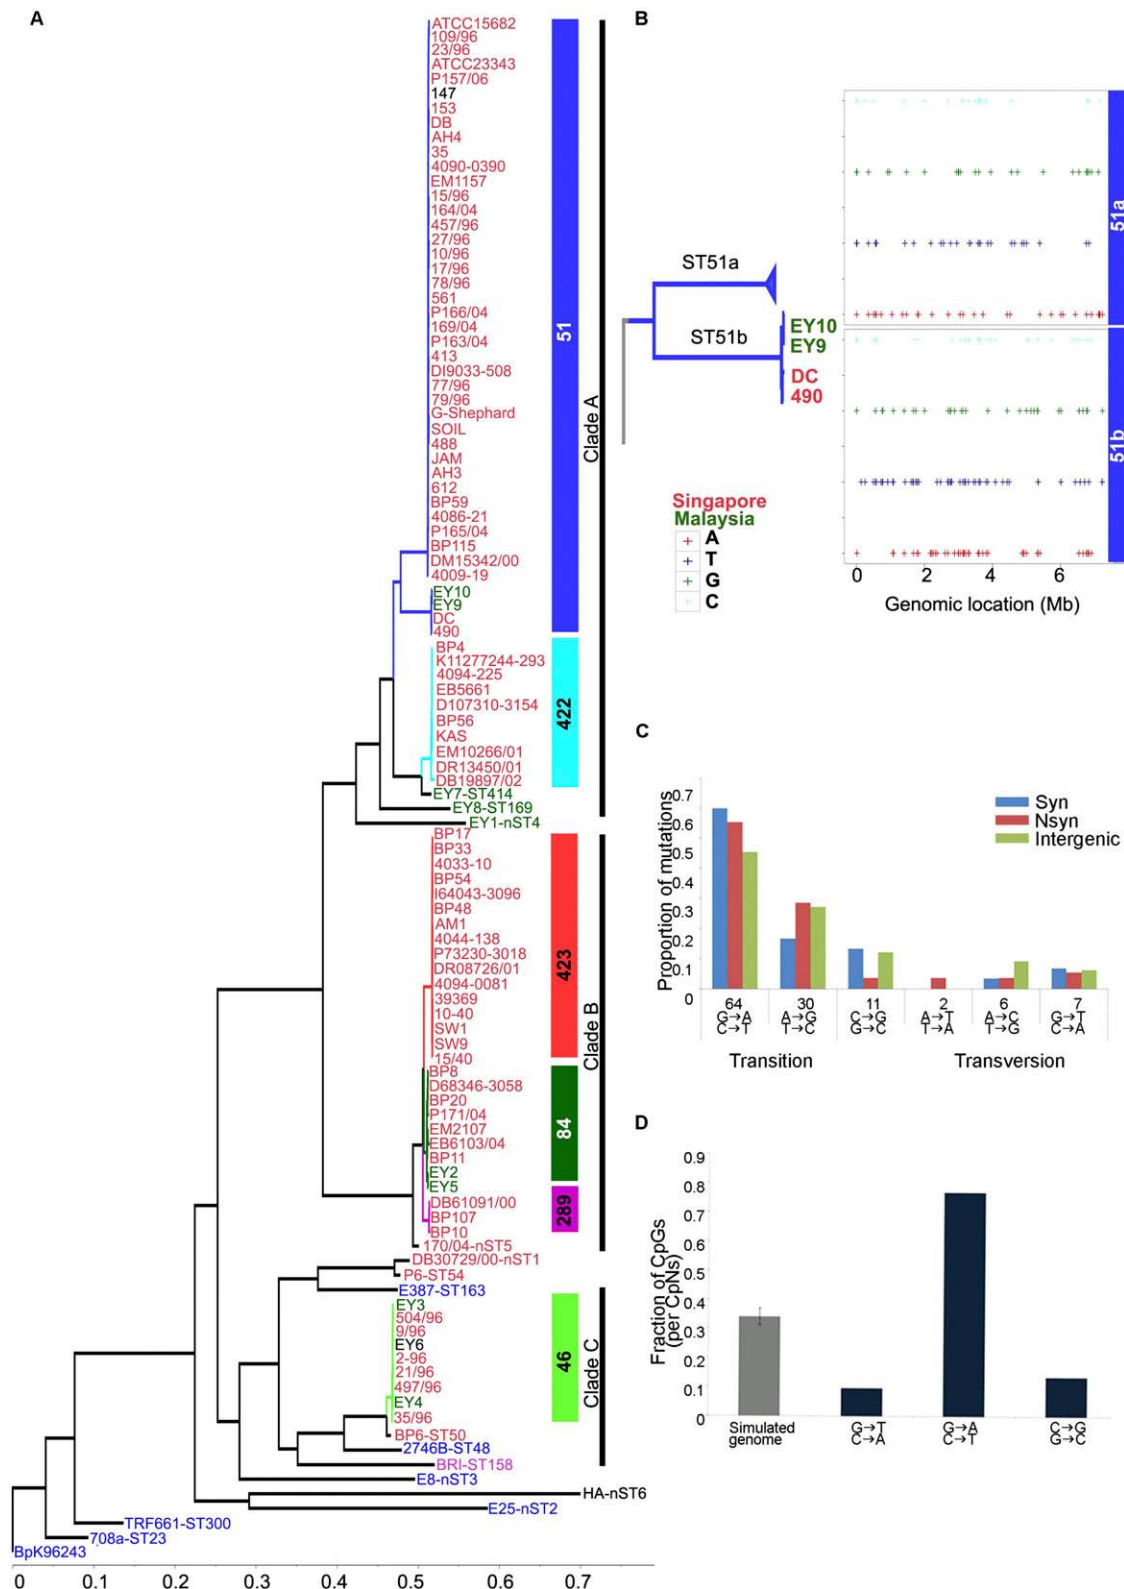 A
ATCC15682
109/96
23/96
ATCC23343
P157/06
147
153
DB
AH4
35
4090-0390
EM1157
15/96
164/04
457/96
27/96
10/96
17/96
78/96
561
P166/04
169/04
P163/04
413
DI9033-508
77/96
79/96
G-Shephard
SOIL
488
JAM
AH3
612
BP59
4086-21
P165/04
BP115
DM15342/00
4009-19
EY10
EY9
DC
490
51
BP4
K11277244-293
4094-225
EB5661
D107310-3154
BP56
KAS
EM10266/01
DR13450/01
DB19897/02
422
EY7-ST414
EY8-ST169
EY1-nST4
Clade A
BP17
BP33
4033-10
BP54
I64043-3096
BP48
AM1
4044-138
P73230-3018
DR08726/01
4094-0081
39369
10-40
SW1
SW9
15/40
423
BP8
D68346-3058
BP20
P171/04
EM2107
EB6103/04
BP11
EY2
EY5
84
DB61091/00
BP107
BP10
289
170/04-nST5
Clade B
DB30729/00-nST1
P6-ST54
E387-ST163
EY3
504/96
9/96
EY6
2-96
21/96
497/96
EY4
35/96
46
BP6-ST50
2746B-ST48
BRI-ST158
Clade C
E8-nST3
HA-nST6
E25-nST2
TRF661-ST300
708a-ST23
BpK96243
0 0.1 0.2 0.3 0.4 0.5 0.6 0.7
B
ST51a
ST51b
EY10
EY9
DC
490
51a
51b
Singapore
Malaysia
A
T
G
C
0 2 4 6
Genomic location (Mb)
C
Proportion of mutations
0.7
0.6
0.5
0.4
0.3
0.2
0.1
0
Syn
Nsyn
Intergenic
64 30 11 2 6 7
G→A A→G C→G A→T A→C G→T
C→T T→C G→C T→A T→G C→A
Transition Transversion
D
Fraction of CpGs
(per CpNs)
0.9
0.8
0.7
0.6
0.5
0.4
0.3
0.2
0.1
0
Simulated G→T G→A C→G
genome C→A C→T G→C